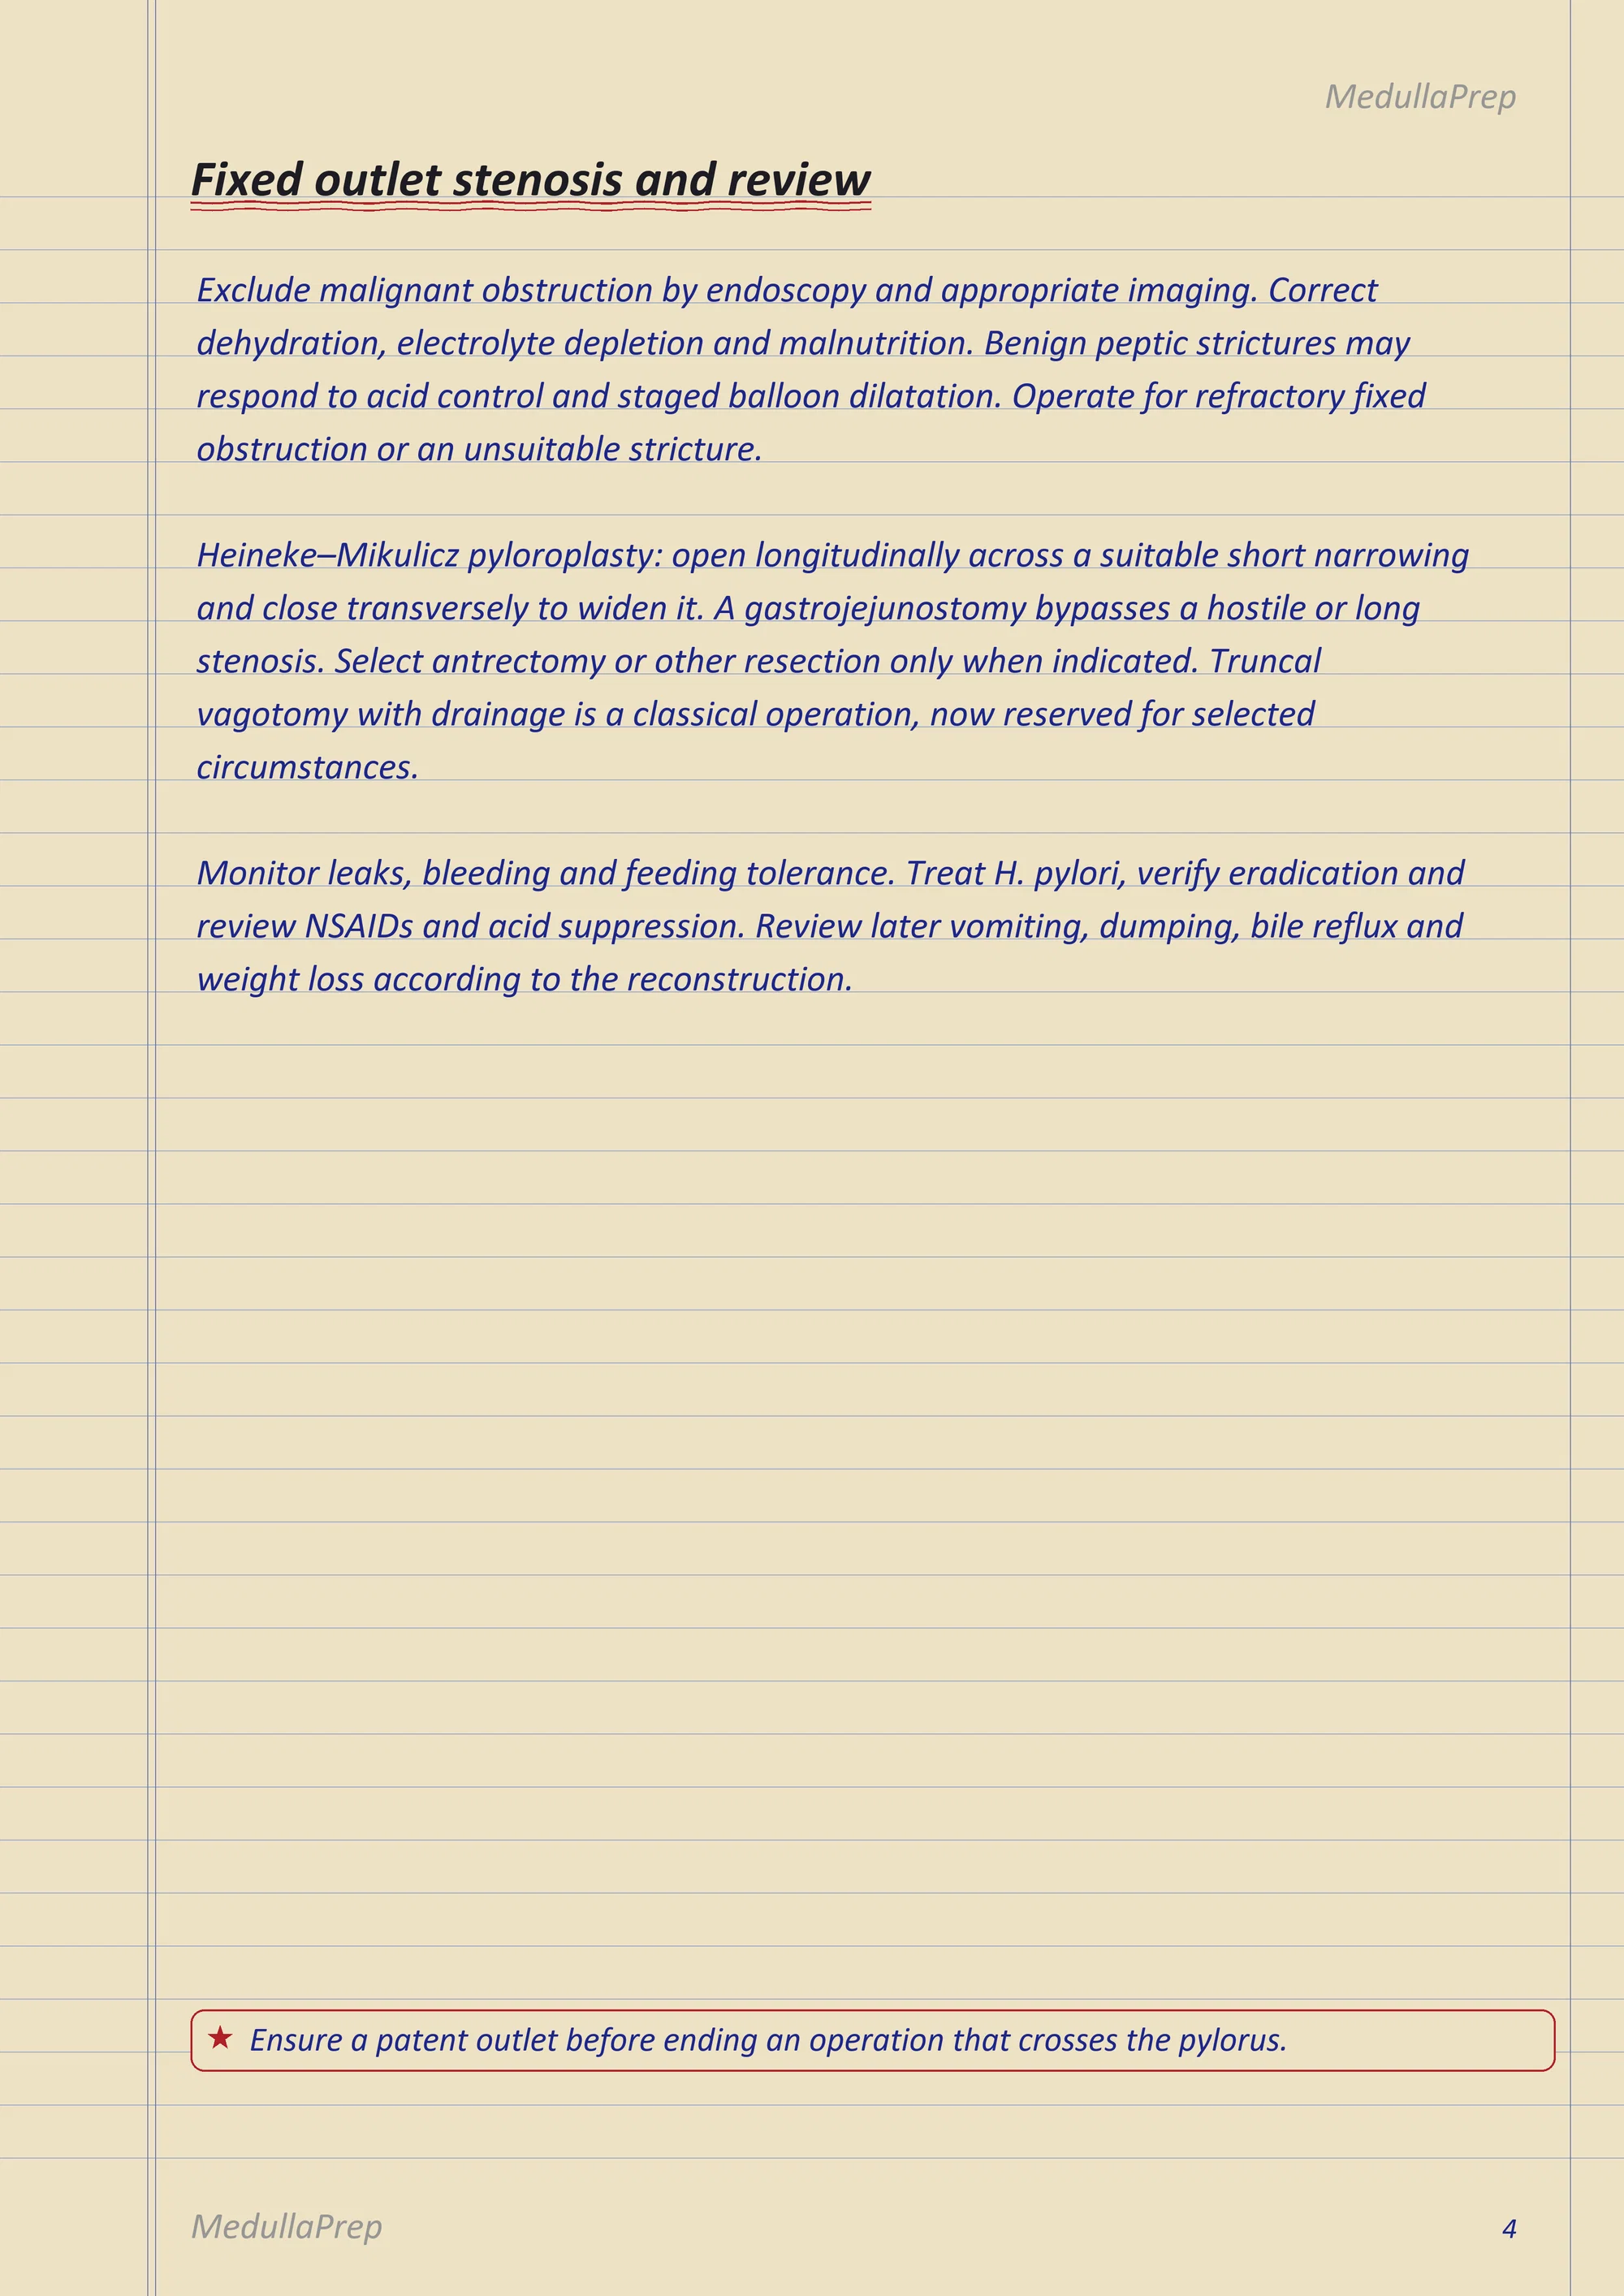 MedullaPrep
Fixed outlet stenosis and review
Exclude malignant obstruction by endoscopy and appropriate imaging. Correct
dehydration, electrolyte depletion and malnutrition. Benign peptic strictures may
respond to acid control and staged balloon dilatation. Operate for refractory fixed
obstruction or an unsuitable stricture.
Heineke–Mikulicz pyloroplasty: open longitudinally across a suitable short narrowing
and close transversely to widen it. A gastrojejunostomy bypasses a hostile or long
stenosis. Select antrectomy or other resection only when indicated. Truncal
vagotomy with drainage is a classical operation, now reserved for selected
circumstances.
Monitor leaks, bleeding and feeding tolerance. Treat H. pylori, verify eradication and
review NSAIDs and acid suppression. Review later vomiting, dumping, bile reflux and
weight loss according to the reconstruction.
★ Ensure a patent outlet before ending an operation that crosses the pylorus.
MedullaPrep
4